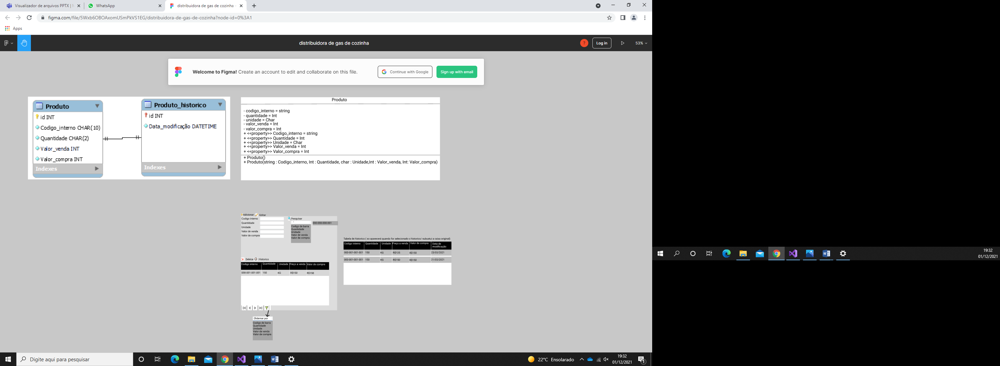 Visualizador de arquivos PPTX | M
WhatsApp
distribuidora de gas de cozinha –
figma.com/file/5Wxb6OBOAxomUSmPkVS1EG/distribuidora-de-gas-de-cozinha?node-id=0%3A1
Apps
distribuidora de gas de cozinha
?
Log in
53%
Welcome to Figma! Create an account to edit and collaborate on this file.
Continue with Google
Sign up with email
Produto
id INT
Codigo_interno CHAR(10)
Quantidade CHAR(2)
Valor_venda INT
Valor_compra INT
Indexes
Produto_historico
id INT
Data_modificação DATETIME
Indexes
Produto
- codigo_interno = string
- quantidade = Int
- unidade = Char
- valor_venda = Int
- valor_compra = Int
+ <<property>> Codigo_interno = string
+ <<property>> Quantidade = Int
+ <<property>> Unidade = Char
+ <<property>> Valor_venda = Int
+ <<property>> Valor_compra = Int
+ Produto()
+ Produto(string : Codigo_interno, Int : Quantidade, char : Unidade,Int : Valor_venda, Int: Valor_compra)
Adicionar Editar
Codigo interno
Quantidade
Unidade
Valor de venda
Valor de compra
Pesquisar
000-000-000-001
Codigo de barra
Quantidade
Unidade
Valor de venda
Valor de compra
Deletar Historico
Codigo interno Quantidade Unidade Preço a venda Valor de compra
000-001-001-001 150 KG R$150 R$150
Ordernar por
Codigo de barra
Quantidade
Unidade
Valor de venda
Valor de compra
Tabela de historico ( so aparecerá quando for selecionado o historico/ subustui a caixa original)
Codigo interno Quantidade Unidade Preço a venda Valor de compra Data de modificação
000-001-001-001 150 KG R$125 R$150 23/03/2021
000-001-001-001 150 KG R$150 R$150 21/03/2021
Digite aqui para pesquisar
22°C Ensolarado
19:32
01/12/2021
1
19:32
01/12/2021